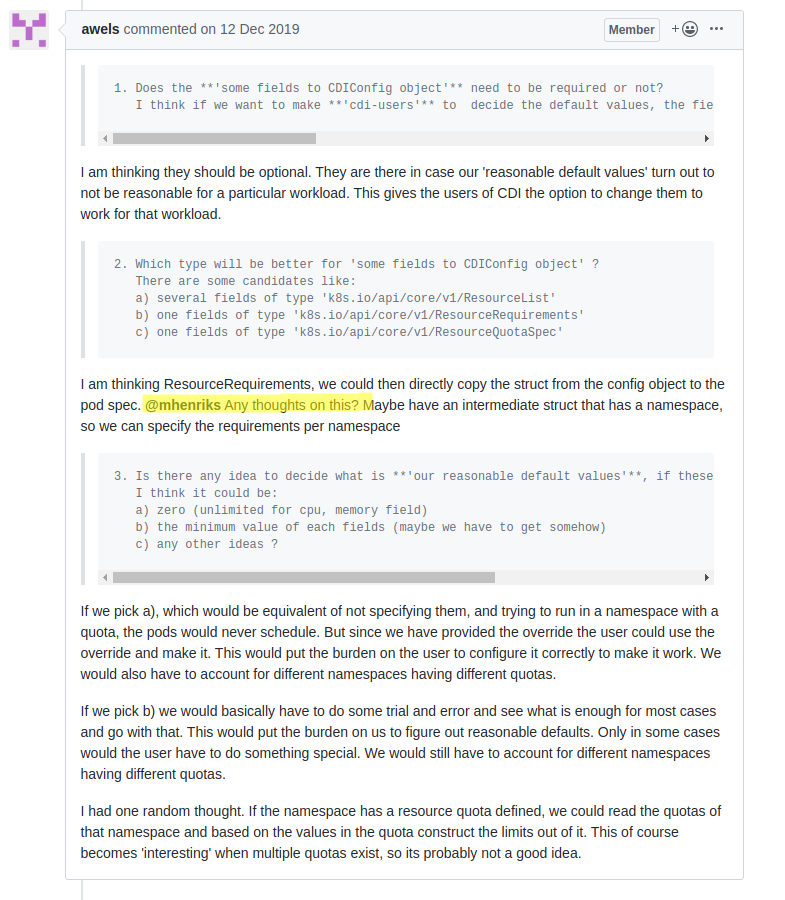 awels commented on 12 Dec 2019
Member
1. Does the **'some fields to CDIConfig object'** need to be required or not?
I think if we want to make **'cdi-users'** to  decide the default values, the fie
I am thinking they should be optional. They are there in case our 'reasonable default values' turn out to
not be reasonable for a particular workload. This gives the users of CDI the option to change them to
work for that workload.
2. Which type will be better for 'some fields to CDIConfig object' ?
There are some candidates like:
a) several fields of type 'k8s.io/api/core/v1/ResourceList'
b) one fields of type 'k8s.io/api/core/v1/ResourceRequirements'
c) one fields of type 'k8s.io/api/core/v1/ResourceQuotaSpec'
I am thinking ResourceRequirements, we could then directly copy the struct from the config object to the
pod spec. @mhenriks Any thoughts on this? Maybe have an intermediate struct that has a namespace,
so we can specify the requirements per namespace
3. Is there any idea to decide what is **'our reasonable default values'**, if these
I think it could be:
a) zero (unlimited for cpu, memory field)
b) the minimum value of each fields (maybe we have to get somehow)
c) any other ideas ?
If we pick a), which would be equivalent of not specifying them, and trying to run in a namespace with a
quota, the pods would never schedule. But since we have provided the override the user could use the
override and make it. This would put the burden on the user to configure it correctly to make it work. We
would also have to account for different namespaces having different quotas.
If we pick b) we would basically have to do some trial and error and see what is enough for most cases
and go with that. This would put the burden on us to figure out reasonable defaults. Only in some cases
would the user have to do something special. We would still have to account for different namespaces
having different quotas.
I had one random thought. If the namespace has a resource quota defined, we could read the quotas of
that namespace and based on the values in the quota construct the limits out of it. This of course
becomes 'interesting' when multiple quotas exist, so its probably not a good idea.